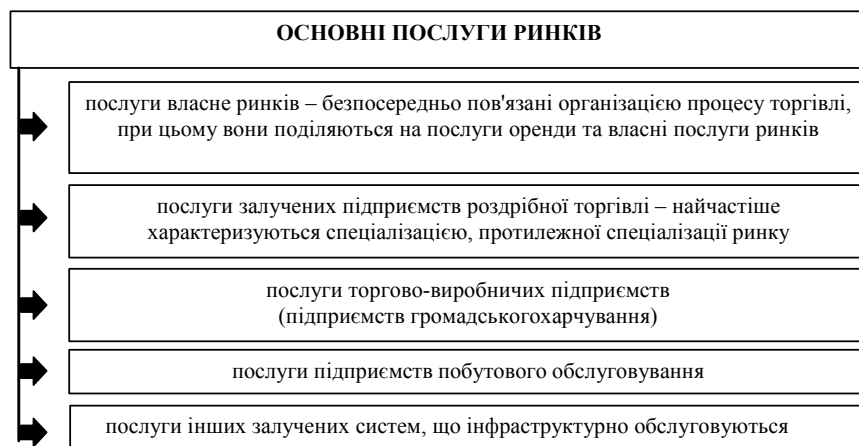 ОСНОВНІ ПОСЛУГИ РИНКІВ
послуги власне ринків – безпосередньо пов'язані організацією процесу торгівлі,
при цьому вони поділяються на послуги оренди та власні послуги ринків
послуги залучених підприємств роздрібної торгівлі – найчастіше
характеризуються спеціалізацією, протилежної спеціалізації ринку
послуги торгово-виробничих підприємств
(підприємств громадськогохарчування)
послуги підприємств побутового обслуговування
послуги інших залучених систем, що інфраструктурно обслуговуються